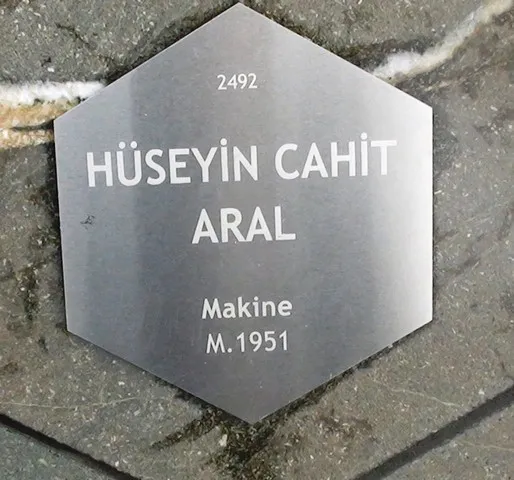 2492
HÜSEYİN CAHİT
ARAL
Makine
M.1951